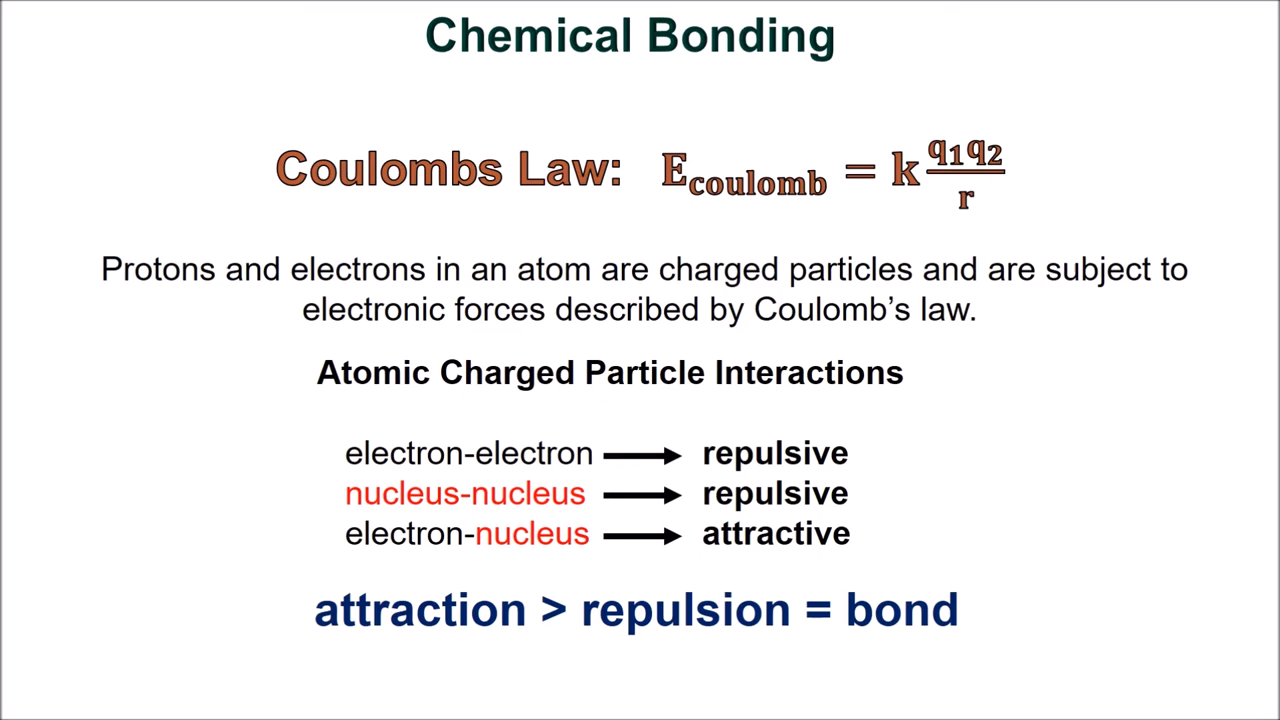 Chemical Bonding
Coulombs Law: E_coulomb = k q₁q₂/r
Protons and electrons in an atom are charged particles and are subject to
electronic forces described by Coulomb’s law.
Atomic Charged Particle Interactions
electron-electron → repulsive
nucleus-nucleus → repulsive
electron-nucleus → attractive
attraction > repulsion = bond